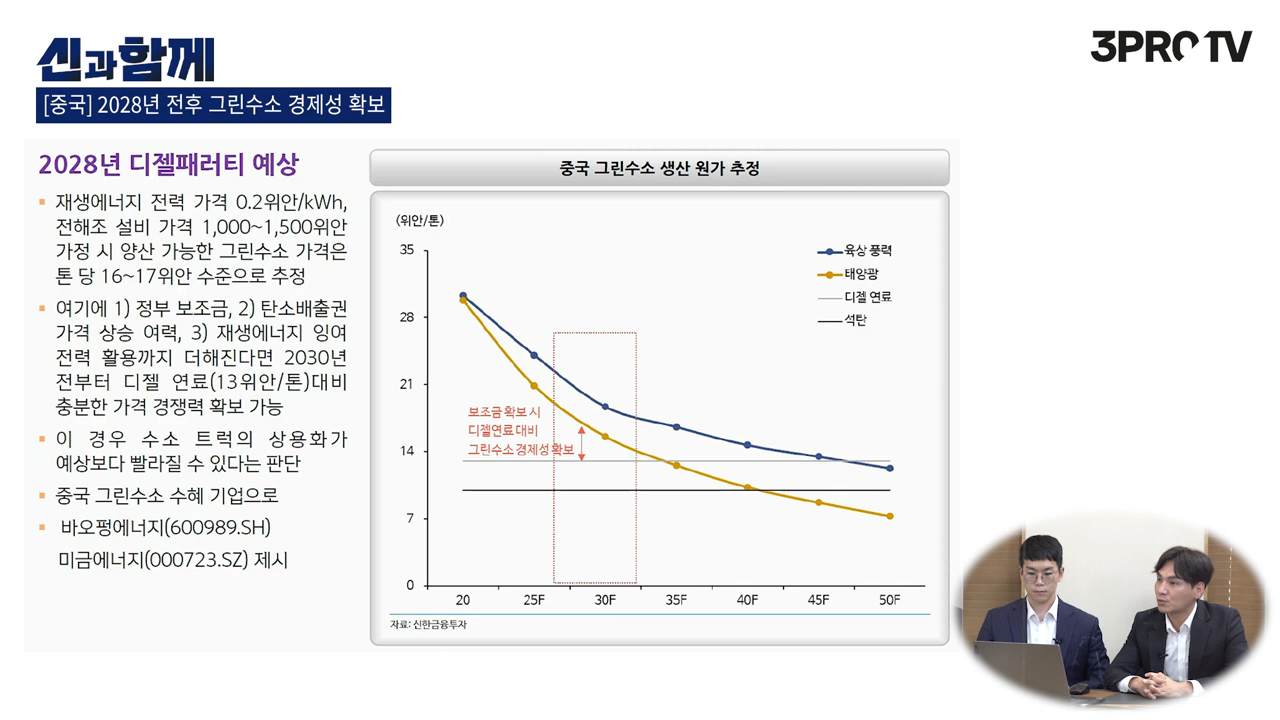 신과함께
3PRO TV
[중국] 2028년 전후 그린수소 경제성 확보
2028년 디젤패러티 예상
재생에너지 전력 가격 0.2위안/kWh,
전해조 설비 가격 1,000~1,500위안
가정 시 양산 가능한 그린수소 가격은
톤 당 16~17위안 수준으로 추정
여기에 1) 정부 보조금, 2) 탄소배출권
가격 상승 여력, 3) 재생에너지 잉여
전력 활용까지 더해진다면 2030년
전부터 디젤 연료(13위안/톤)대비
충분한 가격 경쟁력 확보 가능
이 경우 수소 트럭의 상용화가
예상보다 빨라질 수 있다는 판단
중국 그린수소 수혜 기업으로
바오펑에너지(600989.SH)
미금에너지(000723.SZ) 제시
중국 그린수소 생산 원가 추정
(위안/톤)
35
28
21
14
7
0
육상 풍력
태양광
디젤 연료
석탄
보조금 확보 시
디젤연료 대비
그린수소 경제성 확보
20 25F 30F 35F 40F 45F 50F
자료: 신한금융투자